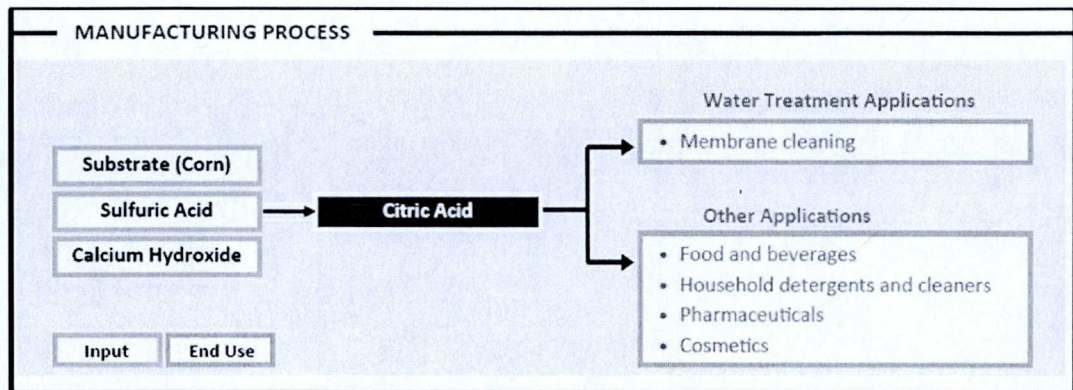 MANUFACTURING PROCESS
Water Treatment Applications
• Membrane cleaning
Substrate (Corn)
Sulfuric Acid
Calcium Hydroxide
Citric Acid
Other Applications
• Food and beverages
• Household detergents and cleaners
• Pharmaceuticals
• Cosmetics
Input
End Use